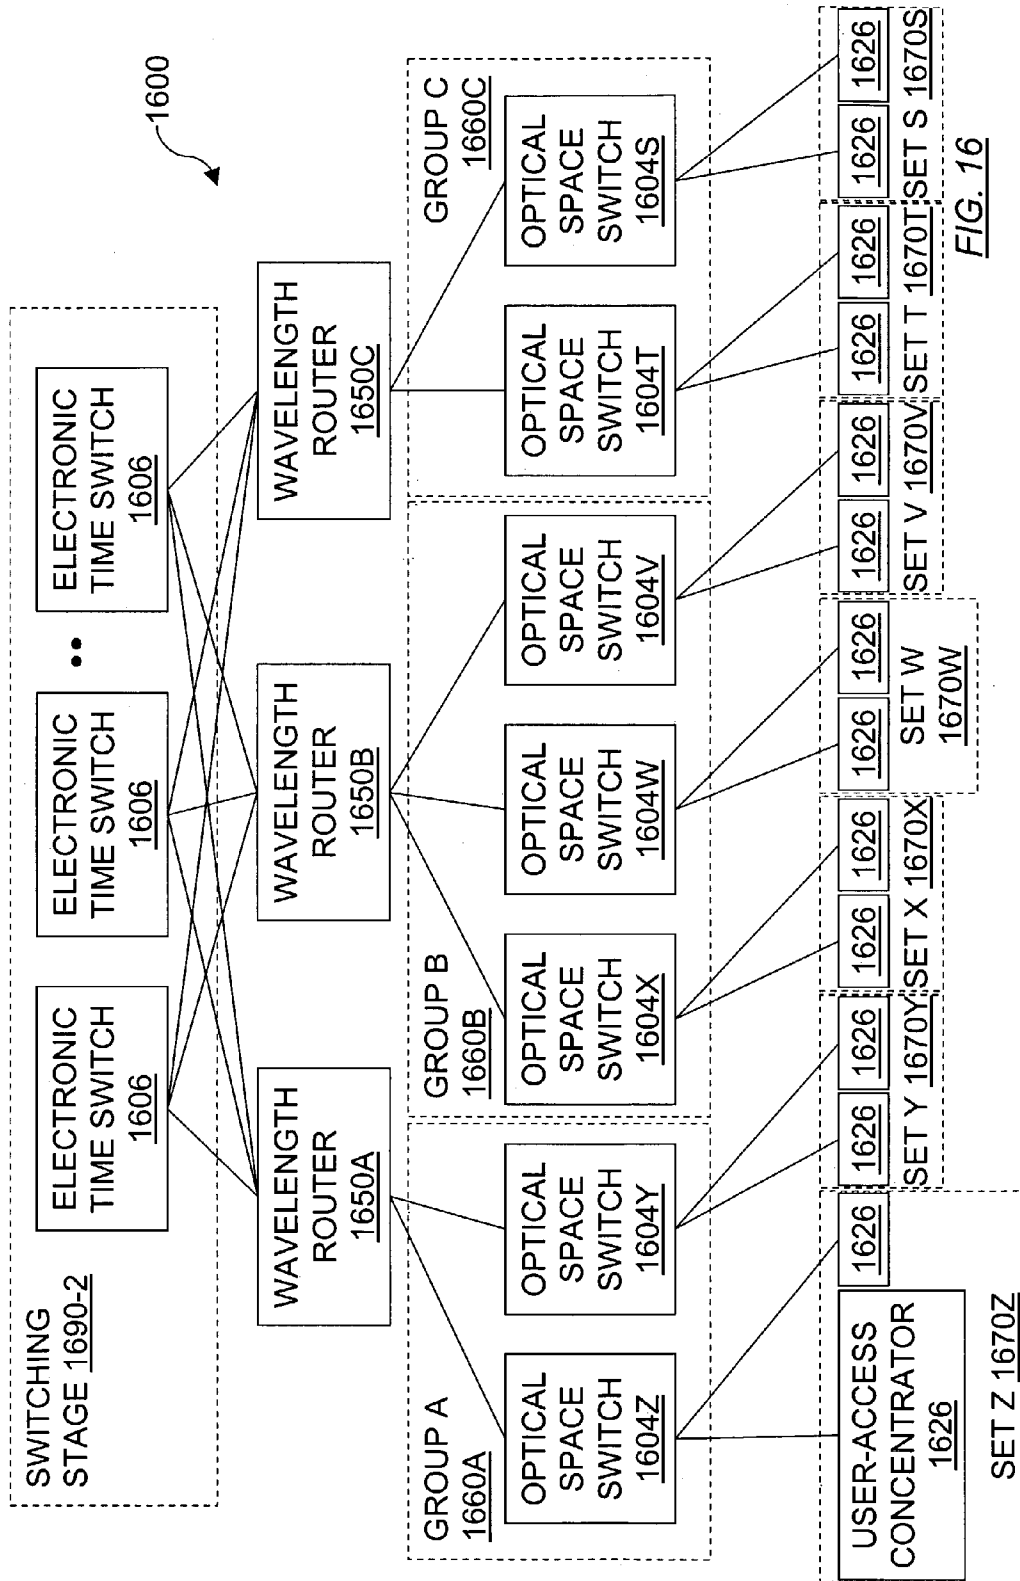 1600
SWITCHING
STAGE 1690-2
ELECTRONIC
TIME SWITCH
1606
ELECTRONIC
TIME SWITCH
1606
••
ELECTRONIC
TIME SWITCH
1606
WAVELENGTH
ROUTER
1650A
WAVELENGTH
ROUTER
1650B
WAVELENGTH
ROUTER
1650C
GROUP A
1660A
OPTICAL
SPACE
SWITCH
1604Z
OPTICAL
SPACE
SWITCH
1604Y
GROUP B
1660B
OPTICAL
SPACE
SWITCH
1604X
OPTICAL
SPACE
SWITCH
1604W
OPTICAL
SPACE
SWITCH
1604V
GROUP C
1660C
OPTICAL
SPACE
SWITCH
1604T
OPTICAL
SPACE
SWITCH
1604S
USER-ACCESS
CONCENTRATOR
1626
1626
SET Z 1670Z
1626
1626
SET Y 1670Y
1626
1626
SET X 1670X
1626
1626
SET W
1670W
1626
1626
SET V 1670V
1626
1626
SET T 1670T
1626
1626
SET S 1670S
FIG. 16